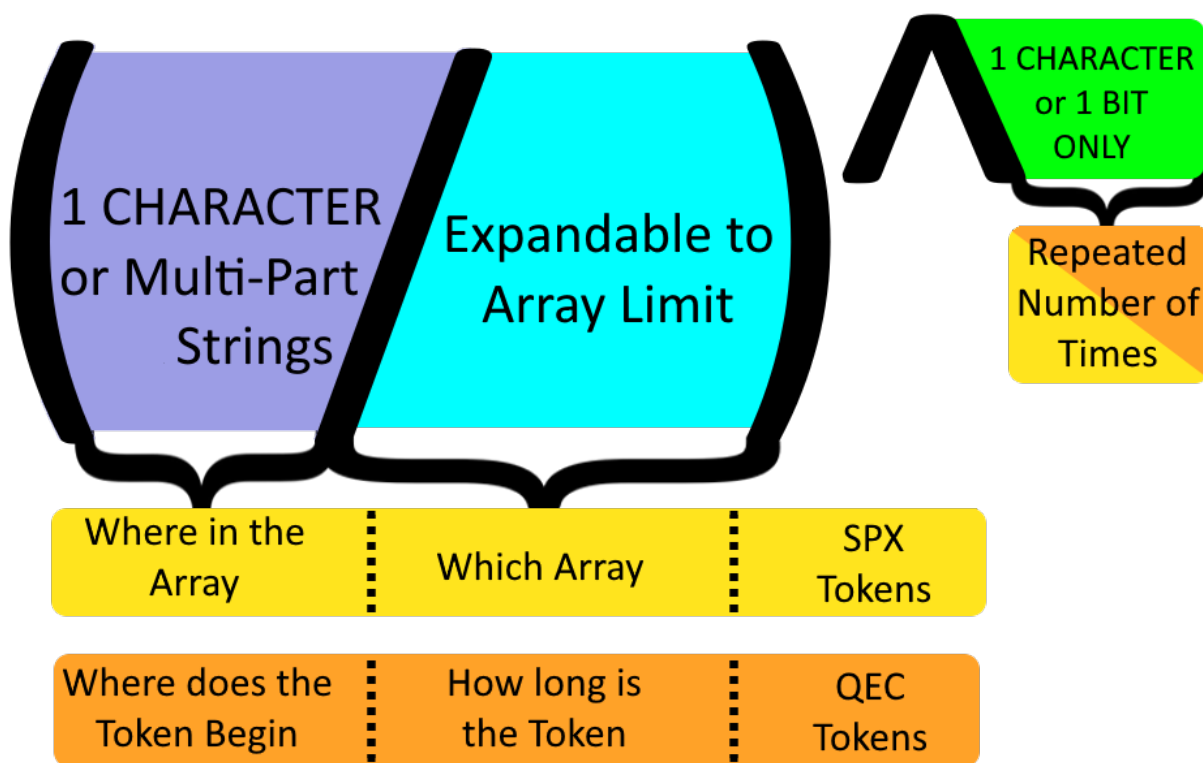 1 CHARACTER
or Multi-Part
Strings
Expandable to
Array Limit
1 CHARACTER
or 1 BIT
ONLY
Repeated
Number of
Times
Where in the
Array
Which Array
SPX
Tokens
Where does the
Token Begin
How long is
the Token
QEC
Tokens